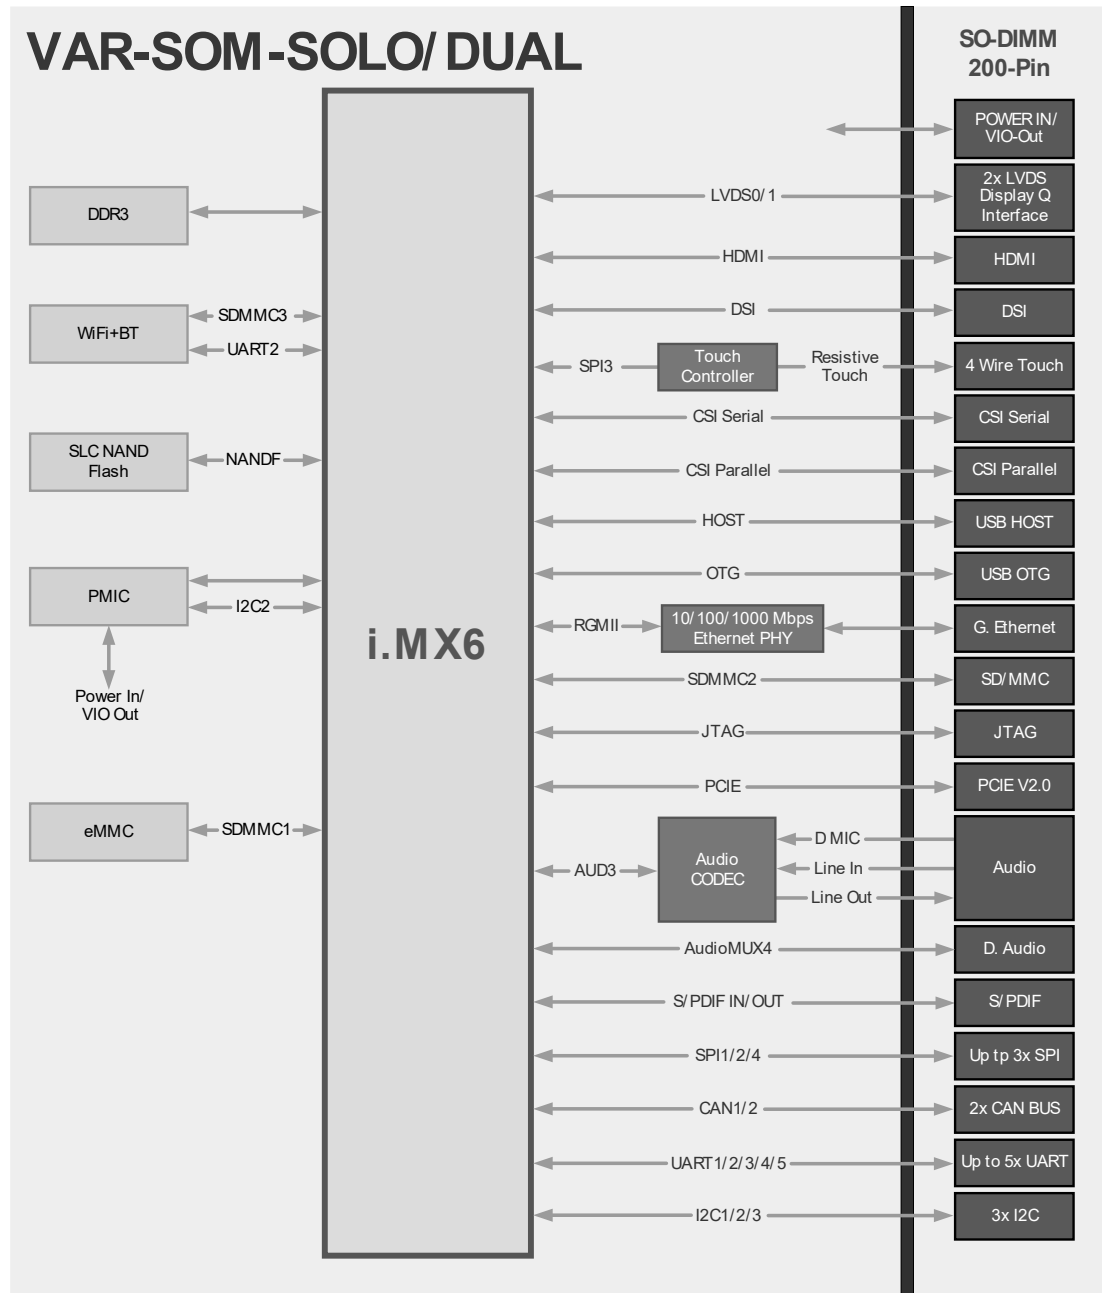 VAR-SOM-SOLO/DUAL
SO-DIMM
200-Pin
POWER IN/
VIO-Out
DDR3
LVDS0/1
2x LVDS
Display Q
Interface
HDMI
HDMI
WiFi+BT
SDMMC3
UART2
DSI
DSI
SPI3
Touch
Controller
Resistive
Touch
4 Wire Touch
CSI Serial
CSI Serial
SLC NAND
Flash
NANDF
CSI Parallel
CSI Parallel
HOST
USB HOST
PMIC
I2C2
OTG
USB OTG
i.MX6
RGMII
10/100/1000 Mbps
Ethernet PHY
G. Ethernet
Power In/
VIO Out
SDMMC2
SD/MMC
JTAG
JTAG
PCIE
PCIE V2.0
eMMC
SDMMC1
AUD3
Audio
CODEC
D MIC
Line In
Line Out
Audio
AudioMUX4
D. Audio
S/PDIF IN/OUT
S/PDIF
SPI1/2/4
Up tp 3x SPI
CAN1/2
2x CAN BUS
UART1/2/3/4/5
Up to 5x UART
I2C1/2/3
3x I2C